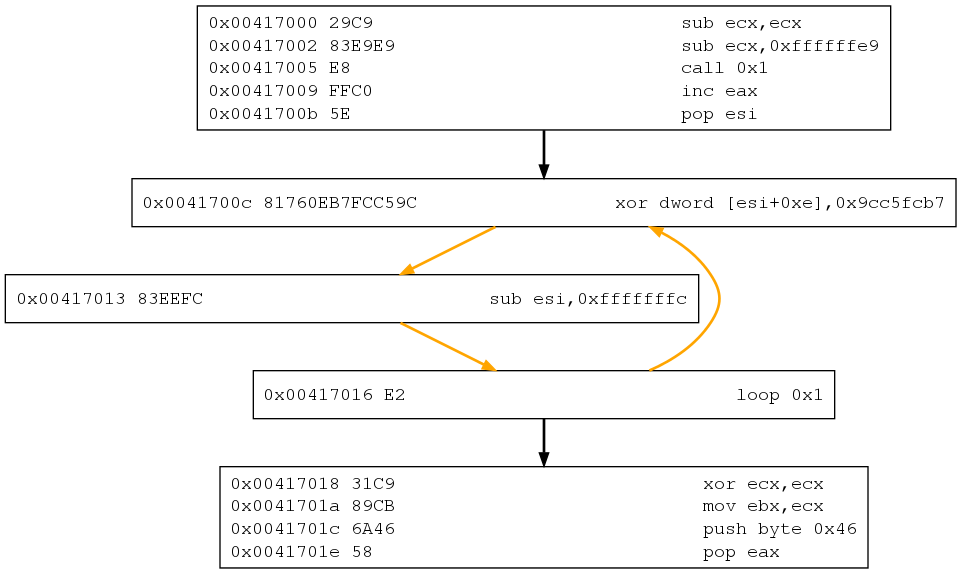 0x00417000 29C9 sub ecx,ecx
0x00417002 83E9E9 sub ecx,0xffffffe9
0x00417005 E8 call 0x1
0x00417009 FFC0 inc eax
0x0041700b 5E pop esi
0x0041700c 81760EB7FCC59C xor dword [esi+0xe],0x9cc5fcb7
0x00417013 83EEFC sub esi,0xfffffffc
0x00417016 E2 loop 0x1
0x00417018 31C9 xor ecx,ecx
0x0041701a 89CB mov ebx,ecx
0x0041701c 6A46 push byte 0x46
0x0041701e 58 pop eax